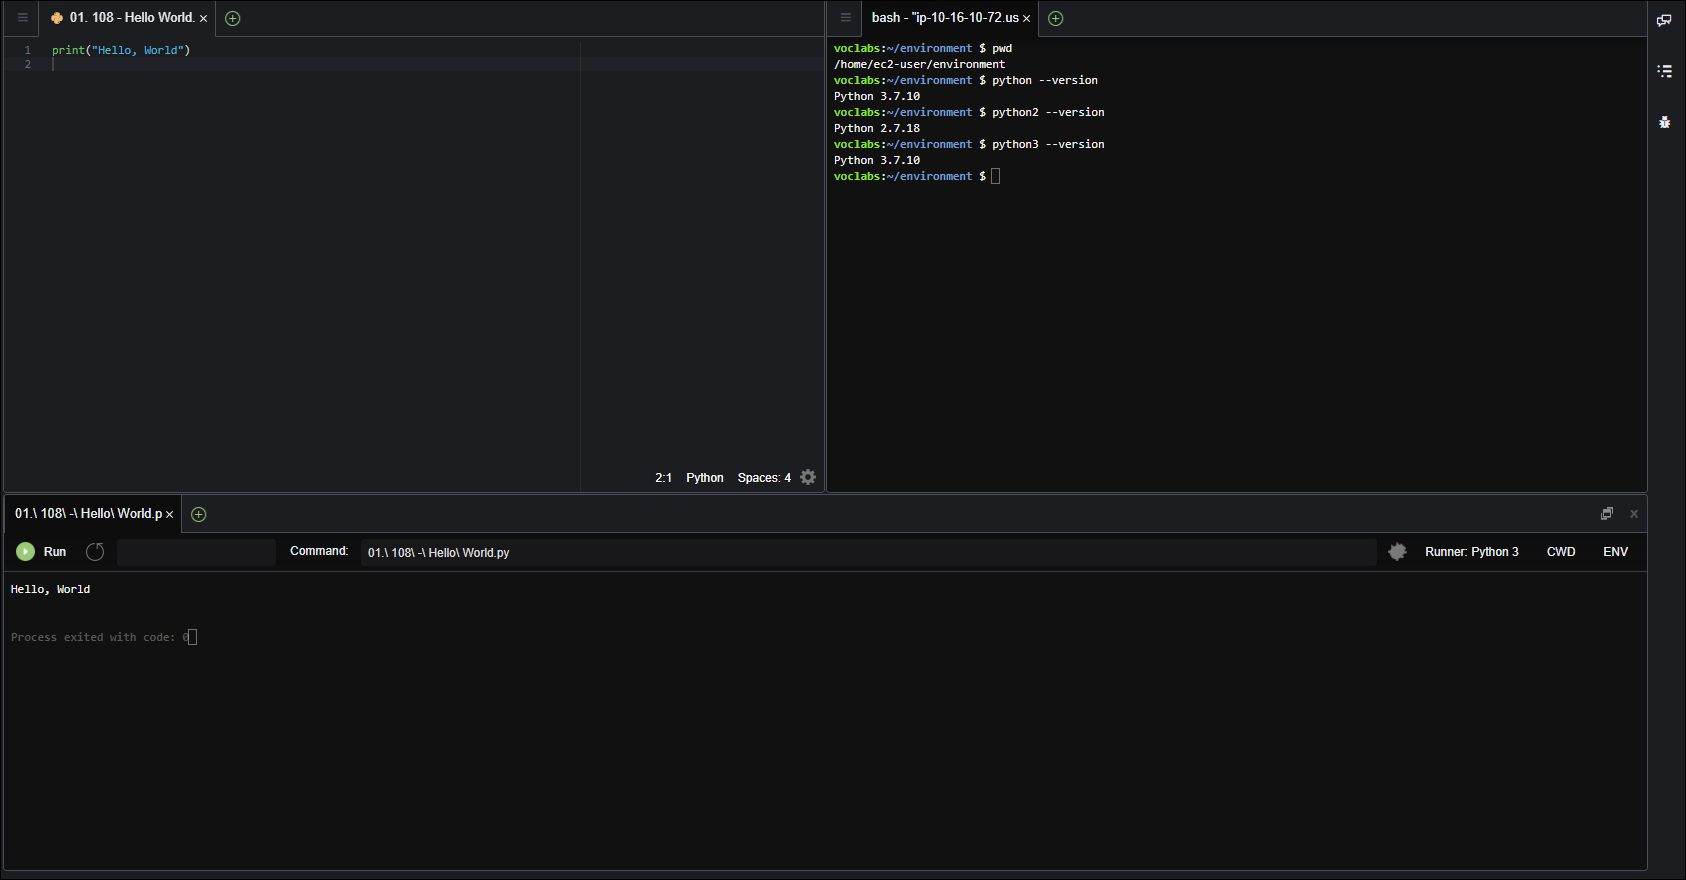 01. 108 - Hello World.
1 print("Hello, World")
2
2:1 Python Spaces: 4
bash - "ip-10-16-10-72.us
voclabs:~/environment $ pwd
/home/ec2-user/environment
voclabs:~/environment $ python --version
Python 3.7.10
voclabs:~/environment $ python2 --version
Python 2.7.18
voclabs:~/environment $ python3 --version
Python 3.7.10
voclabs:~/environment $
01.\ 108\ -\ Hello\ World.p
Run Command: 01.\ 108\ -\ Hello\ World.py Runner: Python 3 CWD ENV
Hello, World
Process exited with code: 0